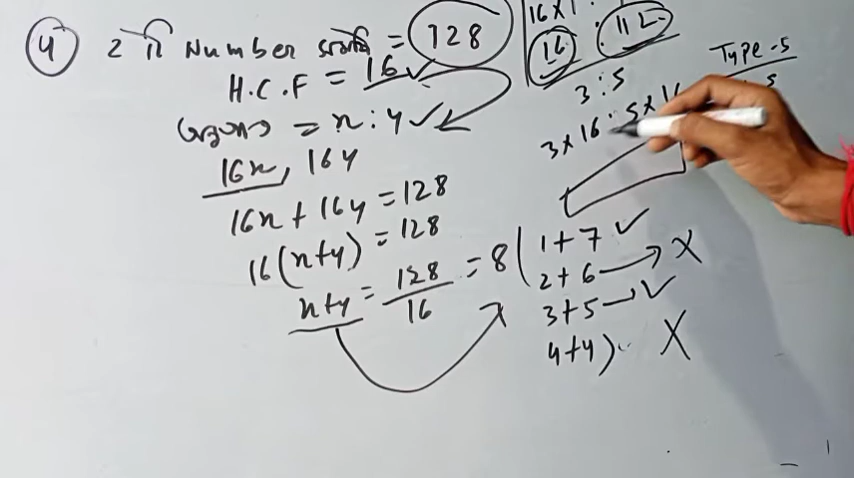 4 2 Number = 128
H.C.F = 16
= x : y
16x, 16y
16x + 16y = 128
16(x+y) = 128
x+y = 128/16 = 8
1+7 ✓
2+6 → X
3+5 → ✓
4+4) X
16×1
16 112
3:5
3×16 : 5×16
Type-5